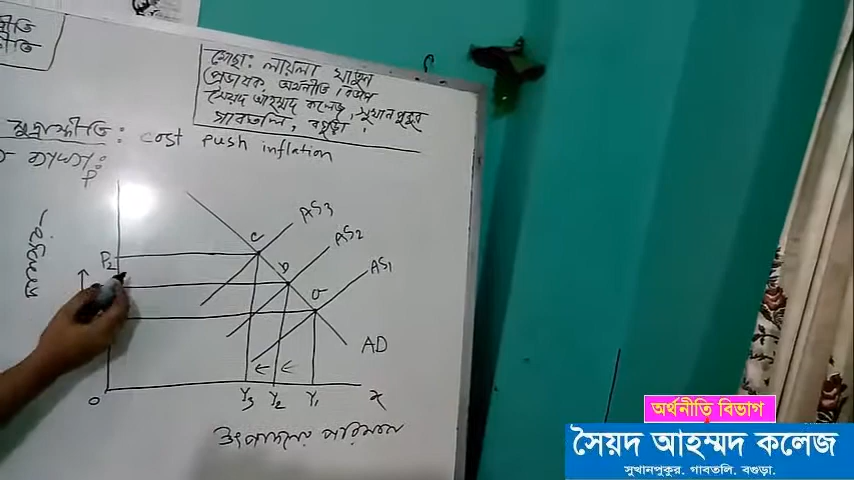 মোছা: লায়লা খাতুন
প্রভাষক, অর্থনীতি বিভাগ
সৈয়দ আহম্মদ কলেজ, সুখানপুকুর
গাবতলি, বগুড়া।
মুদ্রাস্ফীতি : cost push inflation
ব্যাখ্যা:
P
AS3
AS2
AS1
P2
AD
O
Y3 Y2 Y1 X
উৎপাদনের পরিমাণ
অর্থনীতি বিভাগ
সৈয়দ আহম্মদ কলেজ
সুখানপুকুর. গাবতলি. বগুড়া.